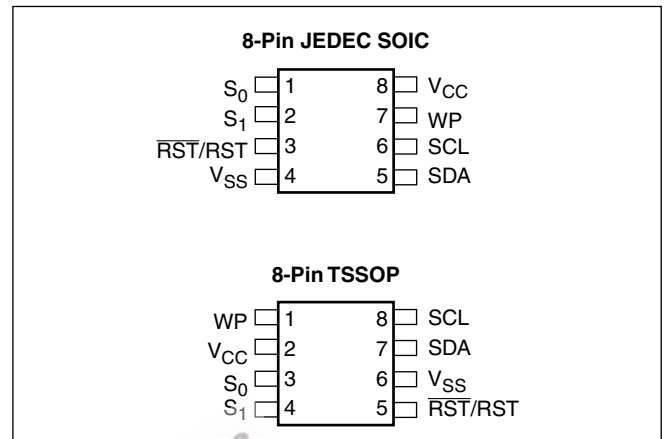 8-Pin JEDEC SOIC
S0 1 8 VCC
S1 2 7 WP
R̅S̅T̅/RST 3 6 SCL
VSS 4 5 SDA
8-Pin TSSOP
WP 1 8 SCL
VCC 2 7 SDA
S0 3 6 VSS
S1 4 5 R̅S̅T̅/RST